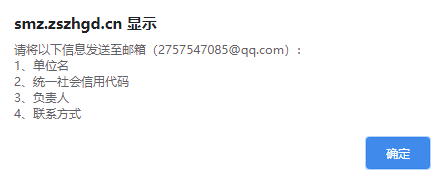 smz.zszhgd.cn 显示
请将以下信息发送至邮箱（2757547085@qq.com）：
1、单位名
2、统一社会信用代码
3、负责人
4、联系方式
确定